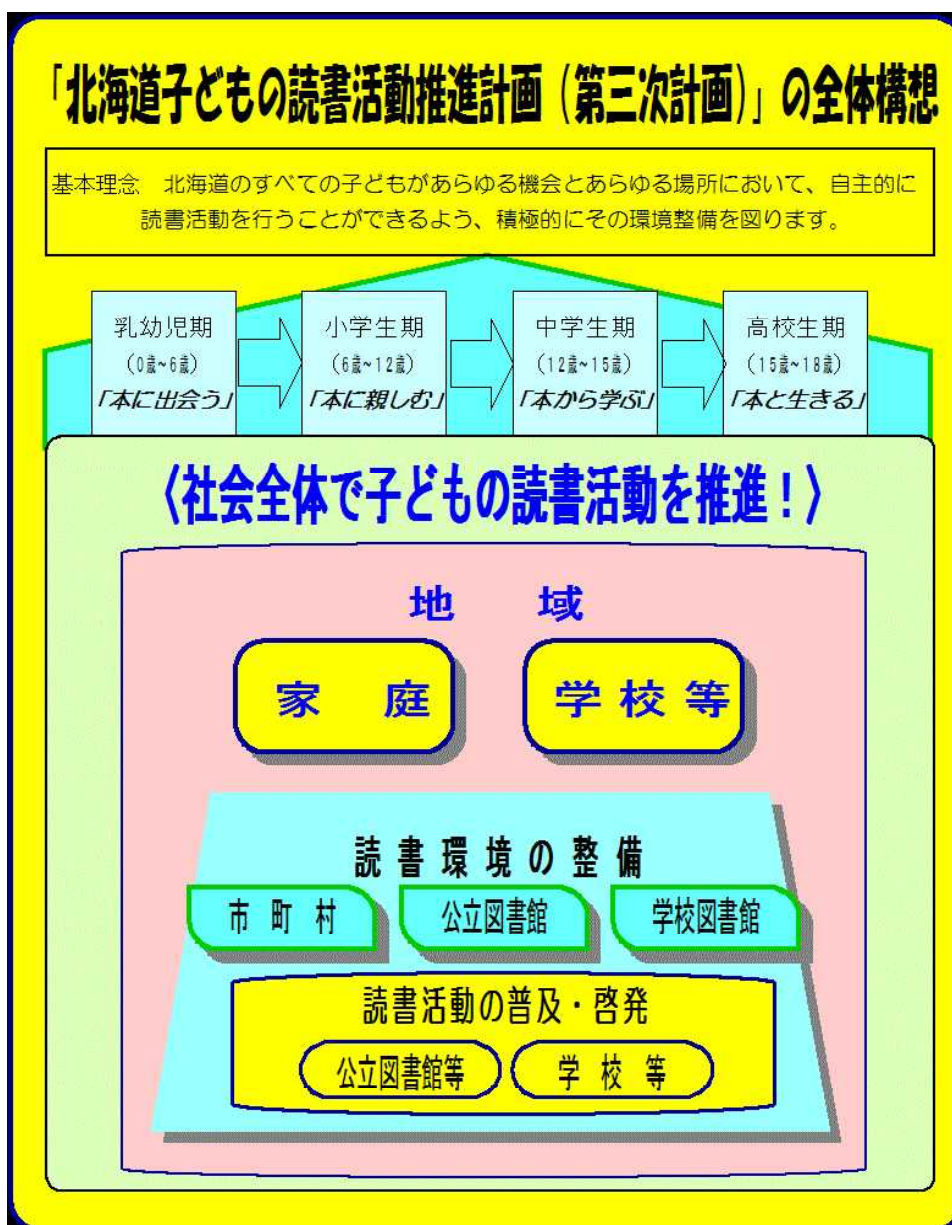 「北海道子どもの読書活動推進計画（第三次計画）」の全体構想
基本理念　北海道のすべての子どもがあらゆる機会とあらゆる場所において、自主的に
読書活動を行うことができるよう、積極的にその環境整備を図ります。
乳幼児期
（0歳~6歳）
「本に出会う」
小学生期
（6歳~12歳）
「本に親しむ」
中学生期
（12歳~15歳）
「本から学ぶ」
高校生期
（15歳~18歳）
「本と生きる」
〈社会全体で子どもの読書活動を推進！〉
地　域
家　庭
学校等
読書環境の整備
市町村
公立図書館
学校図書館
読書活動の普及・啓発
公立図書館等
学校等